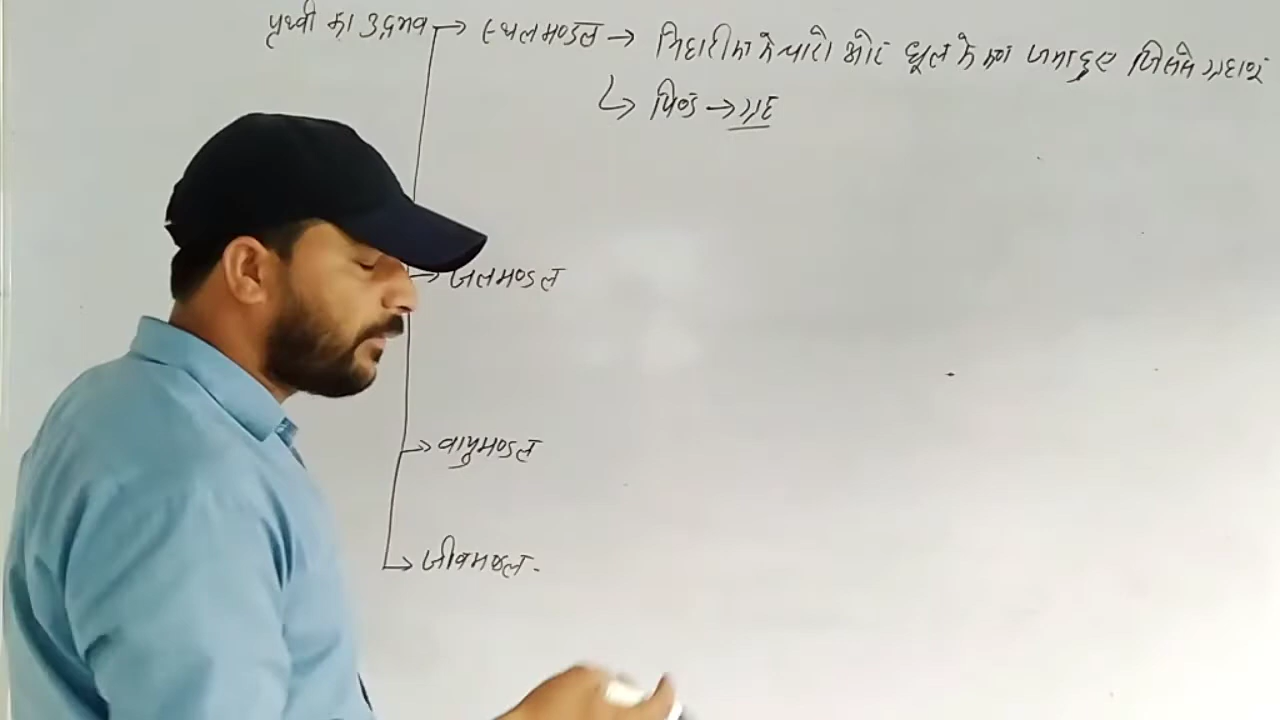 पृथ्वी का उद्भव → स्थलमण्डल → निहारिका के चारो ओर धूल के कण जमा हुए जिससे ग्रहाणु
↳ पिण्ड → ग्रह
→ जलमण्डल
→ वायुमण्डल
→ जीवमण्डल -